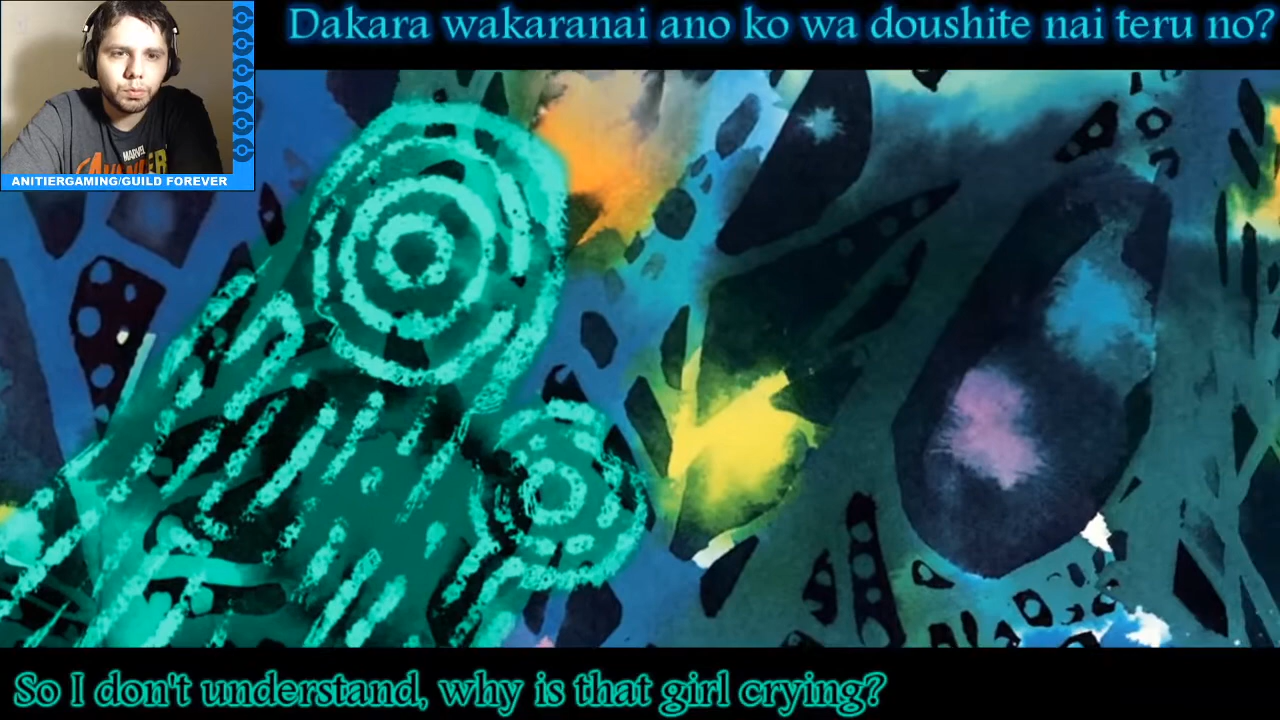 Dakara wakaranai ano ko wa doushite nai teru no?
MARVEL
ANITIERGAMING/GUILD FOREVER
So I don't understand, why is that girl crying?